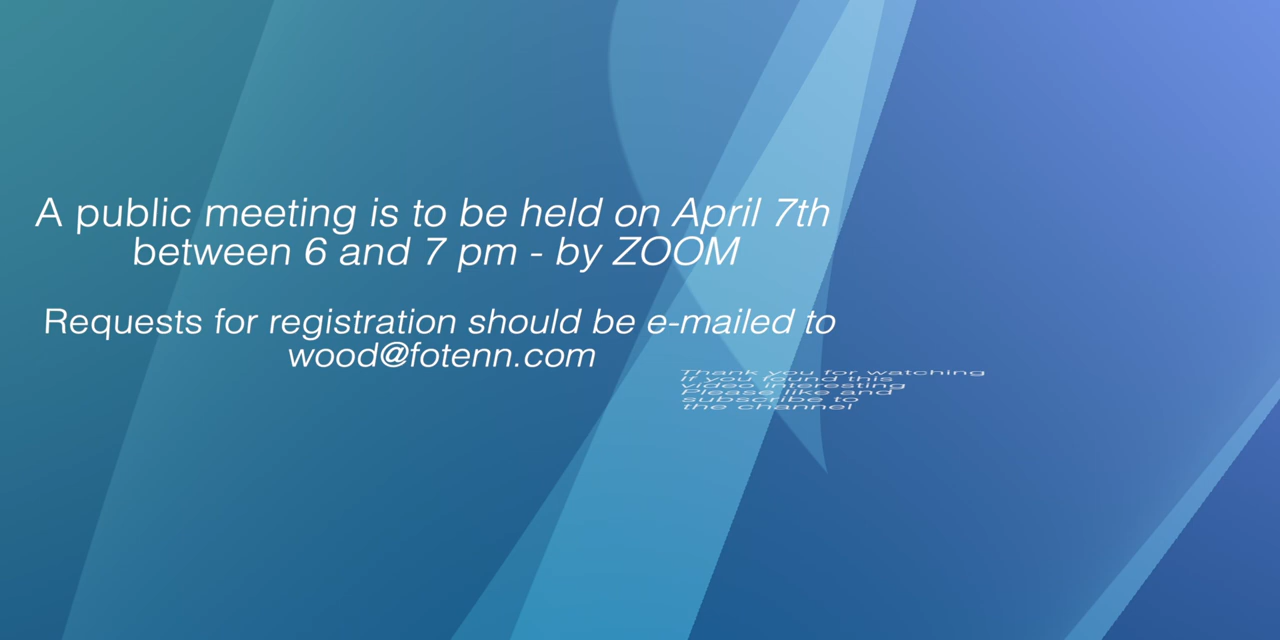 A public meeting is to be held on April 7th
between 6 and 7 pm - by ZOOM
Requests for registration should be e-mailed to
wood@fotenn.com
Thank you for watching
If you found this
video interesting
Please like and
subscribe to
the channel